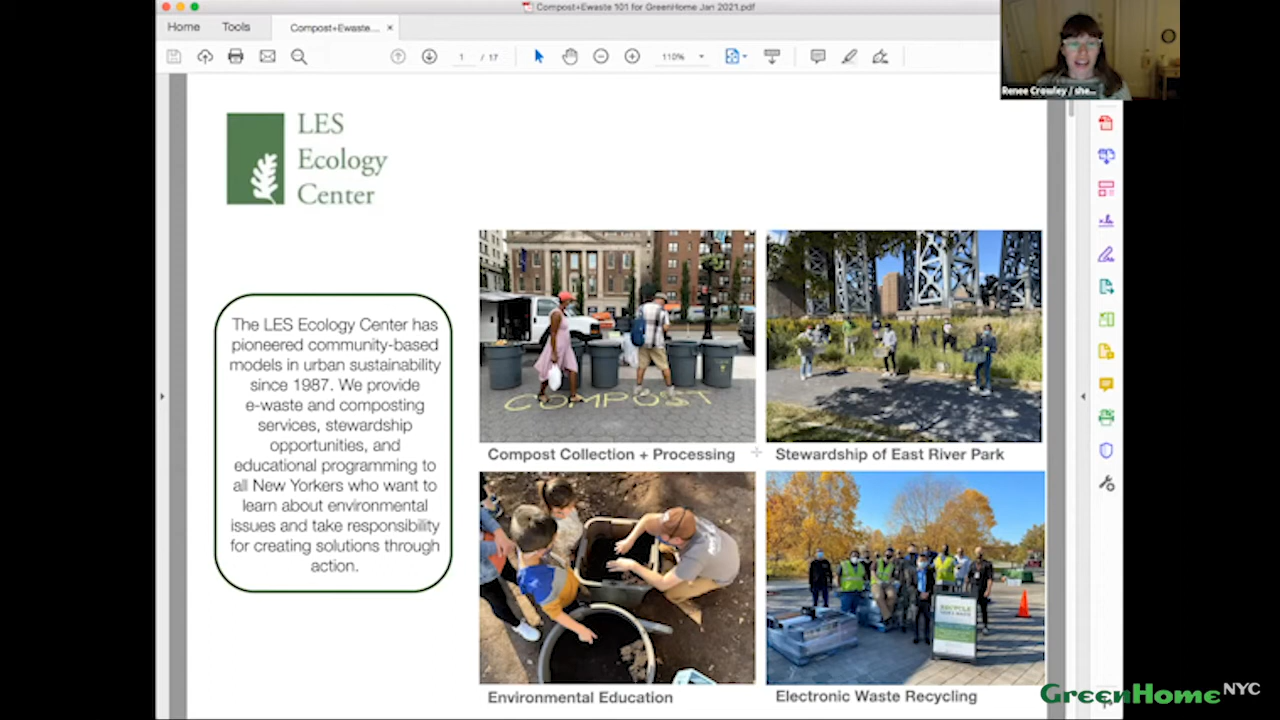 Compost+Ewaste 101 for GreenHome Jan 2021.pdf
Home
Tools
Compost+Ewaste...
1 / 17
110%
Renee Crowley / she...
LES
Ecology
Center
The LES Ecology Center has
pioneered community-based
models in urban sustainability
since 1987. We provide
e-waste and composting
services, stewardship
opportunities, and
educational programming to
all New Yorkers who want to
learn about environmental
issues and take responsibility
for creating solutions through
action.
COMPOST
Compost Collection + Processing
Stewardship of East River Park
RECYCLE
Environmental Education
Electronic Waste Recycling
GREENHOME NYC